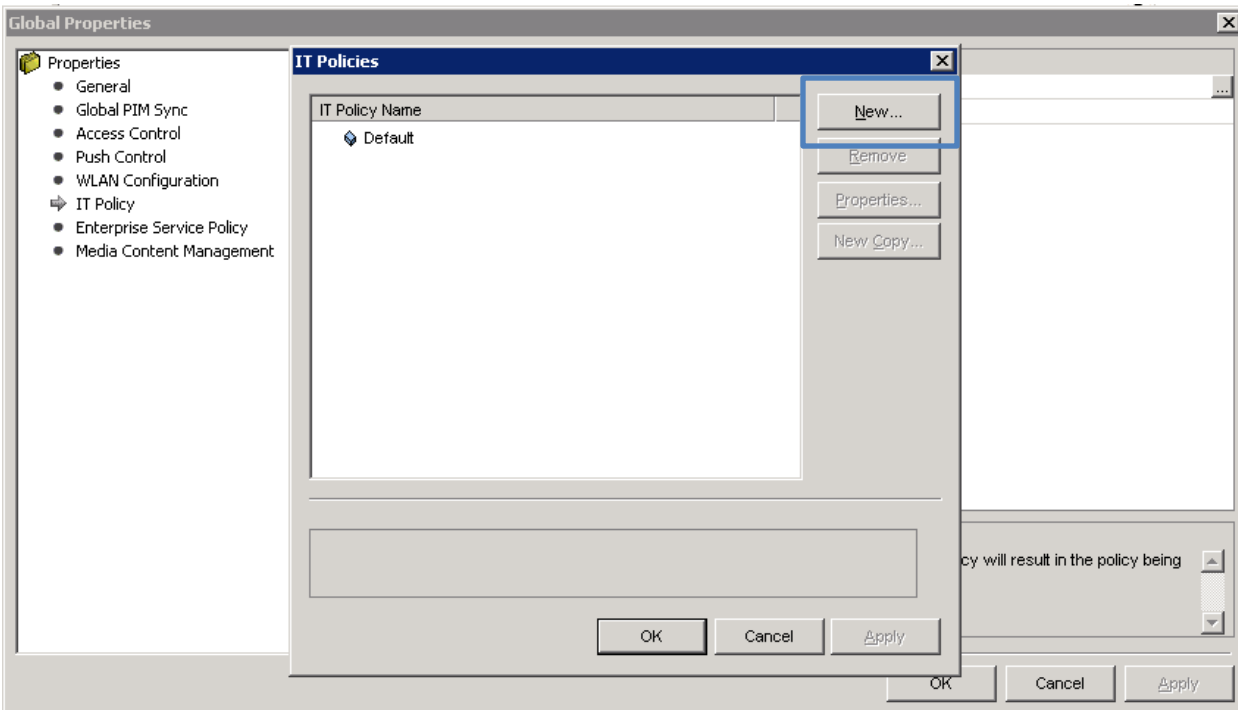 Global Properties
Properties
General
Global PIM Sync
Access Control
Push Control
WLAN Configuration
IT Policy
Enterprise Service Policy
Media Content Management
IT Policies
IT Policy Name
Default
New...
Remove
Properties...
New Copy...
OK Cancel Apply
...
cy will result in the policy being
OK Cancel Apply